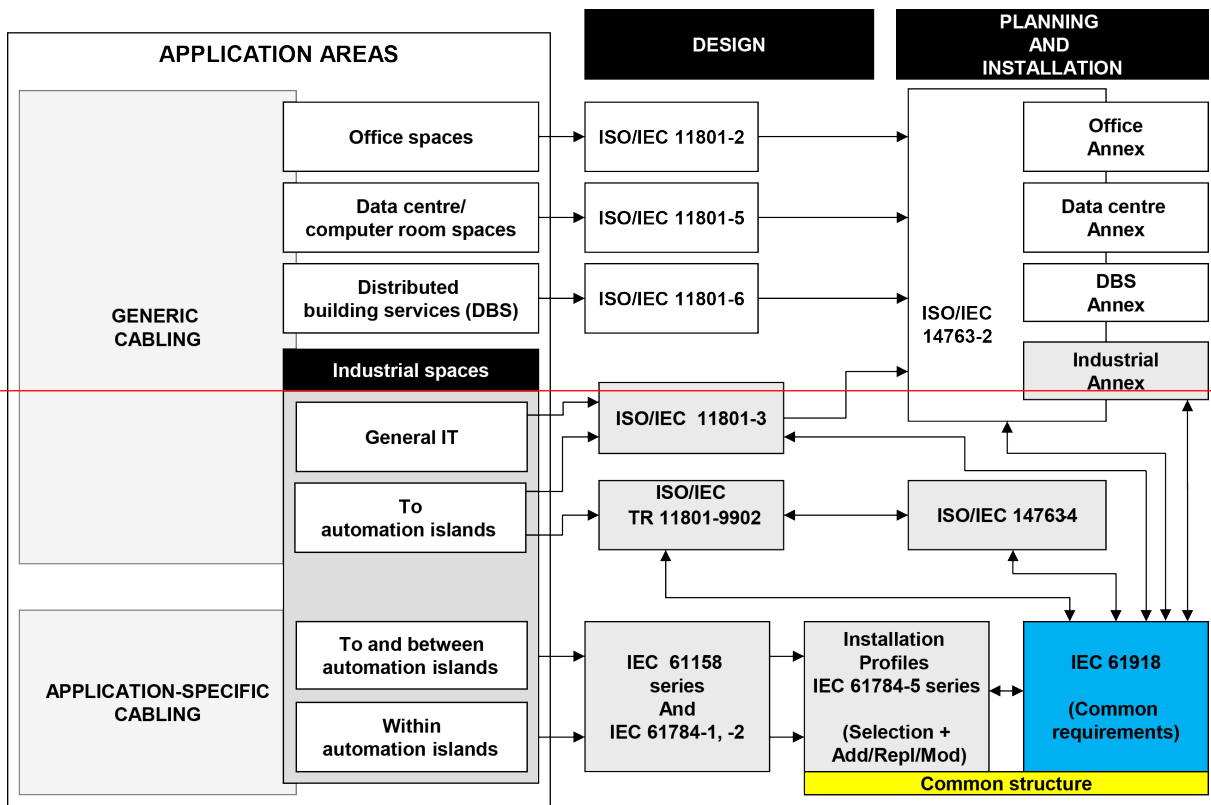 APPLICATION AREAS
DESIGN
PLANNING
AND
INSTALLATION
GENERIC
CABLING
Office spaces
ISO/IEC 11801-2
Office
Annex
Data centre/
computer room spaces
ISO/IEC 11801-5
Data centre
Annex
Distributed
building services (DBS)
ISO/IEC 11801-6
DBS
Annex
ISO/IEC
14763-2
Industrial spaces
Industrial
Annex
General IT
ISO/IEC 11801-3
To
automation islands
ISO/IEC
TR 11801-9902
ISO/IEC 14763-4
APPLICATION-SPECIFIC
CABLING
To and between
automation islands
Within
automation islands
IEC 61158
series
And
IEC 61784-1, -2
Installation
Profiles
IEC 61784-5 series
(Selection +
Add/Repl/Mod)
IEC 61918
(Common
requirements)
Common structure